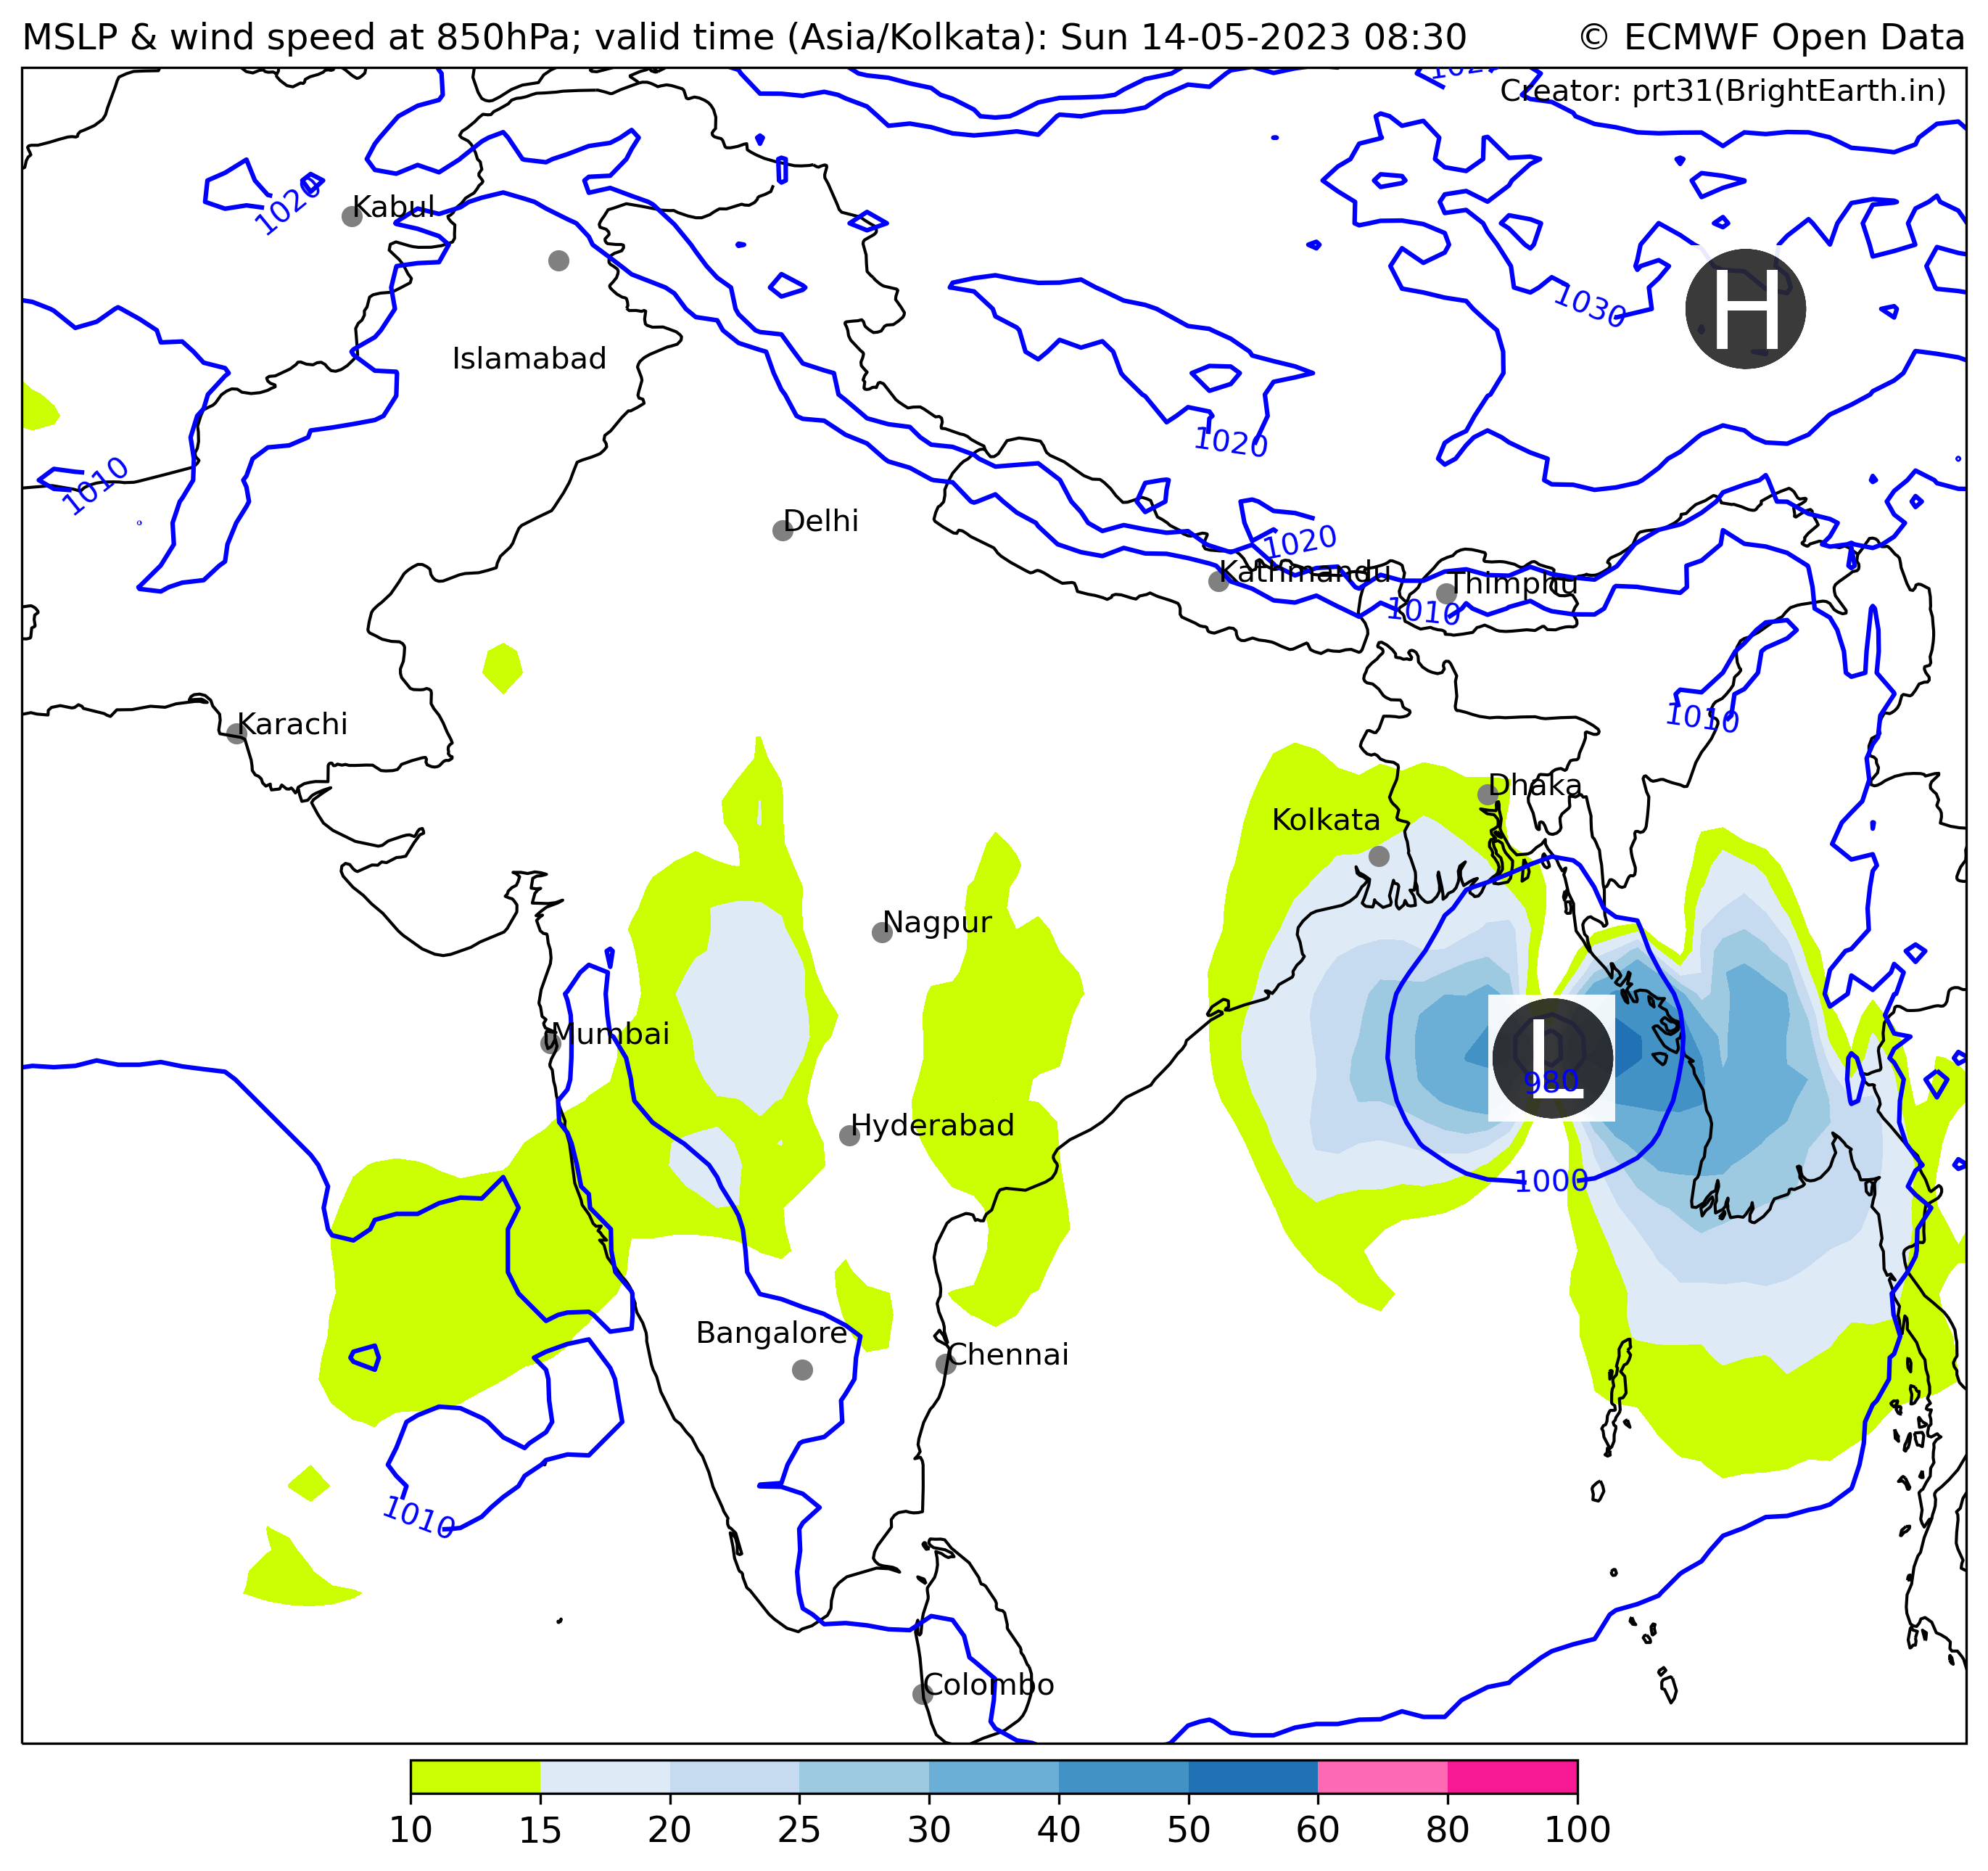 MSLP & wind speed at 850hPa; valid time (Asia/Kolkata): Sun 14-05-2023 08:30 © ECMWF Open Data
Creator: prt31(BrightEarth.in)
1020
Kabul
H
1030
Islamabad
1020
1010
Delhi
1020
Kathmandu
Thimphu
1010
1010
Karachi
Dhaka
Kolkata
Nagpur
Mumbai
L
980
Hyderabad
1000
Bangalore
Chennai
1010
Colombo
10 15 20 25 30 40 50 60 80 100